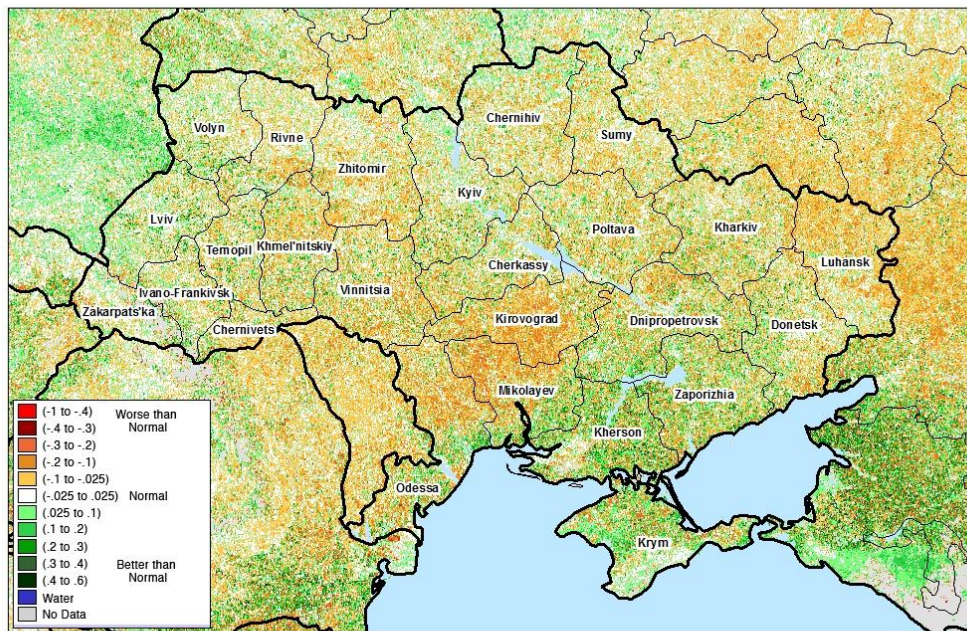 Volyn
Rivne
Chernihiv
Sumy
Zhitomir
Kyiv
Lviv
Ternopil
Khmel'nitskiy
Poltava
Kharkiv
Luhansk
Cherkassy
Ivano-Frankivsk
Vinnitsia
Zakarpats'ka
Chernivets
Kirovograd
Dnipropetrovsk
Donetsk
Mikolayev
Zaporizhia
Kherson
Odessa
Krym
(-1 to -.4) Worse than
(-.4 to -.3) Normal
(-.3 to -.2)
(-.2 to -.1)
(-.1 to -.025)
(-.025 to .025) Normal
(.025 to .1)
(.1 to .2)
(.2 to .3)
(.3 to .4) Better than
(.4 to .6) Normal
Water
No Data